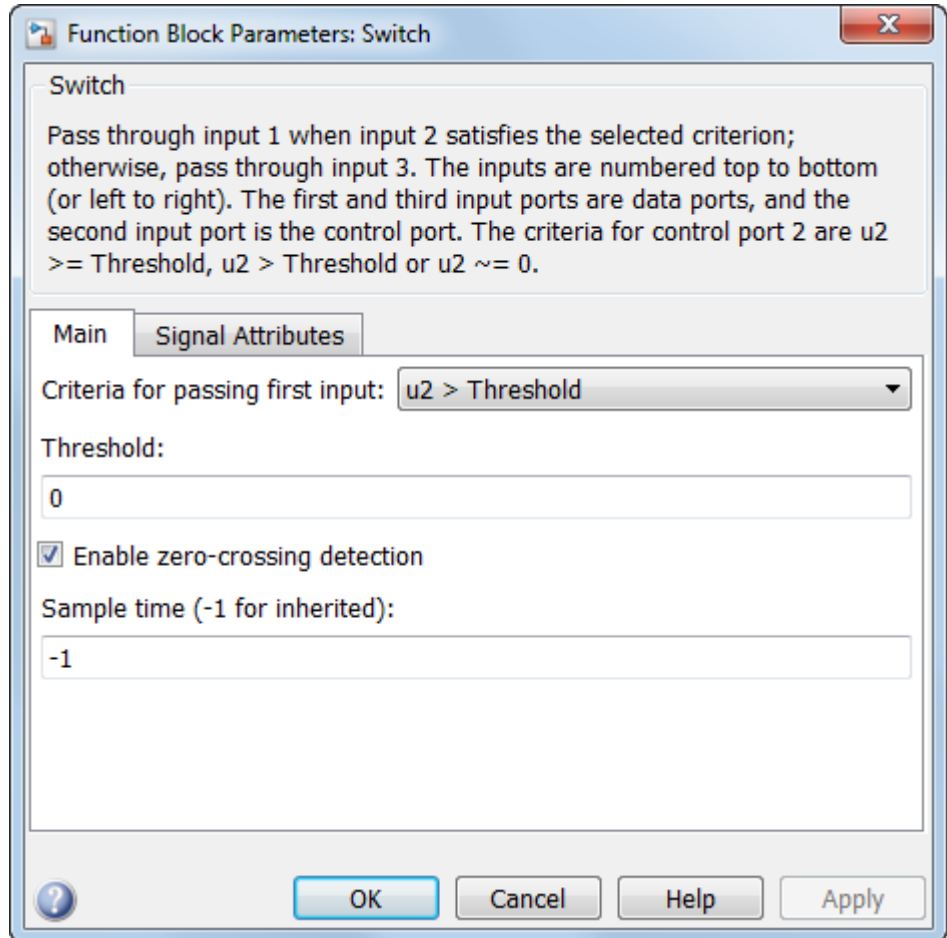 Function Block Parameters: Switch
Switch
Pass through input 1 when input 2 satisfies the selected criterion;
otherwise, pass through input 3. The inputs are numbered top to bottom
(or left to right). The first and third input ports are data ports, and the
second input port is the control port. The criteria for control port 2 are u2
>= Threshold, u2 > Threshold or u2 ~= 0.
Main Signal Attributes
Criteria for passing first input: u2 > Threshold
Threshold:
0
Enable zero-crossing detection
Sample time (-1 for inherited):
-1
OK Cancel Help Apply